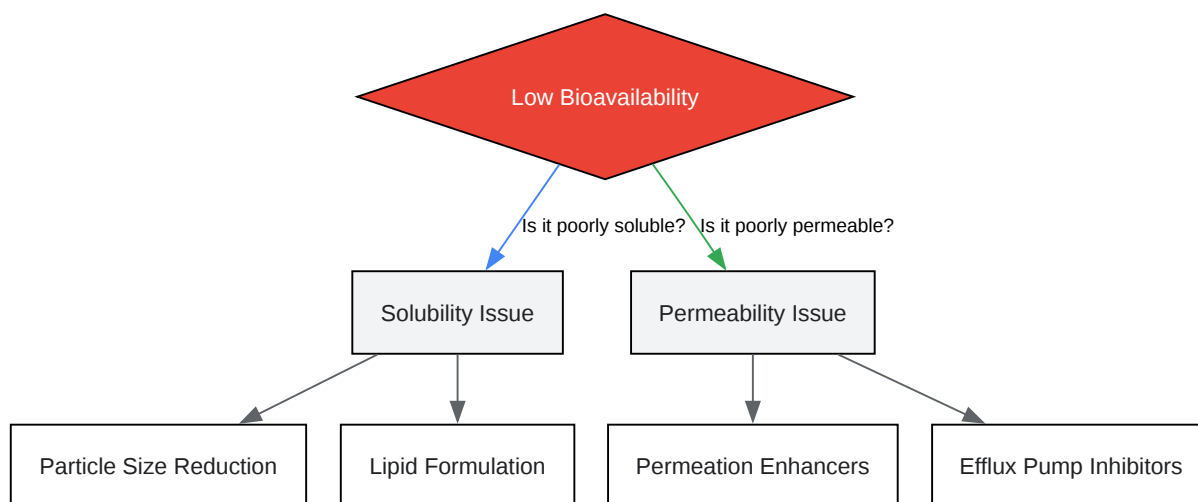 Low Bioavailability
Is it poorly soluble?
Is it poorly permeable?
Solubility Issue
Permeability Issue
Particle Size Reduction
Lipid Formulation
Permeation Enhancers
Efflux Pump Inhibitors